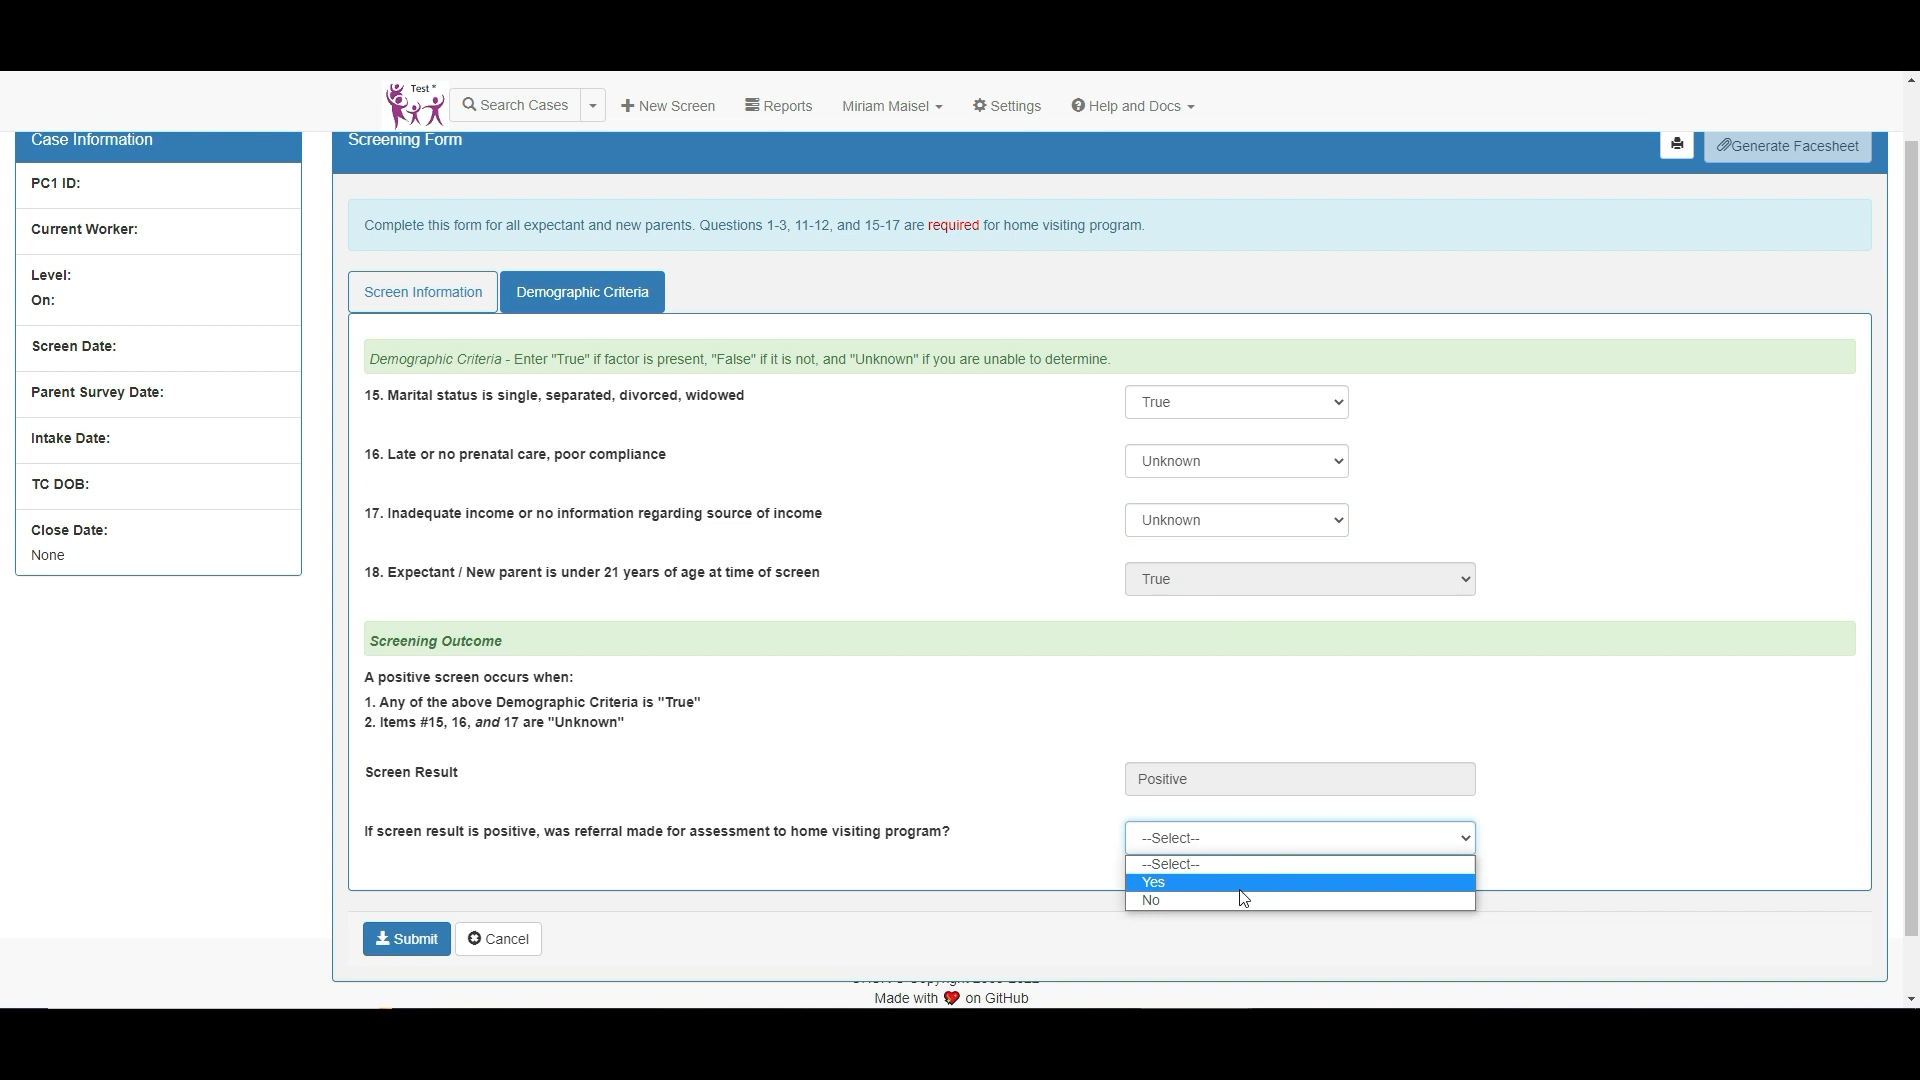 Test *
Search Cases
New Screen
Reports
Miriam Maisel
Settings
Help and Docs
Case Information
PC1 ID:
Current Worker:
Level:
On:
Screen Date:
Parent Survey Date:
Intake Date:
TC DOB:
Close Date:
None
Screening Form
Generate Facesheet
Complete this form for all expectant and new parents. Questions 1-3, 11-12, and 15-17 are required for home visiting program.
Screen Information
Demographic Criteria
Demographic Criteria - Enter "True" if factor is present, "False" if it is not, and "Unknown" if you are unable to determine.
15. Marital status is single, separated, divorced, widowed
True
16. Late or no prenatal care, poor compliance
Unknown
17. Inadequate income or no information regarding source of income
Unknown
18. Expectant / New parent is under 21 years of age at time of screen
True
Screening Outcome
A positive screen occurs when:
1. Any of the above Demographic Criteria is "True"
2. Items #15, 16, and 17 are "Unknown"
Screen Result
Positive
If screen result is positive, was referral made for assessment to home visiting program?
--Select--
--Select--
Yes
No
Submit
Cancel
Made with on GitHub